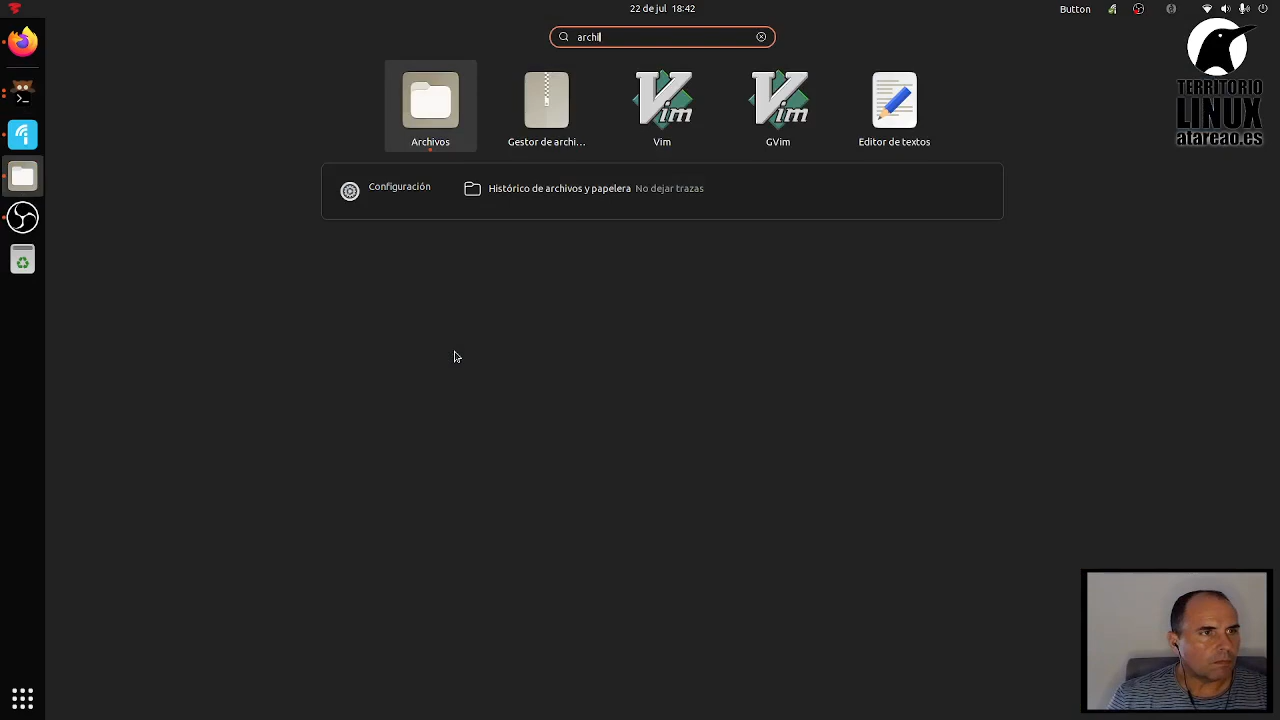 22 de jul 18:42
Button
archi
TERRITORIO
LINUX
atareao.es
Archivos
Gestor de archi...
Vim
GVim
Editor de textos
Configuración
Histórico de archivos y papelera No dejar trazas